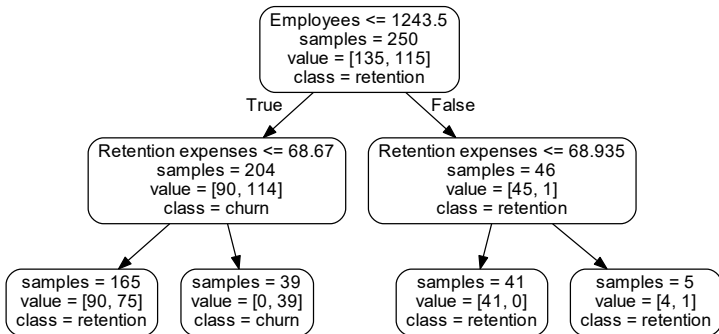 Employees <= 1243.5
samples = 250
value = [135, 115]
class = retention
True
False
Retention expenses <= 68.67
samples = 204
value = [90, 114]
class = churn
Retention expenses <= 68.935
samples = 46
value = [45, 1]
class = retention
samples = 165
value = [90, 75]
class = retention
samples = 39
value = [0, 39]
class = churn
samples = 41
value = [41, 0]
class = retention
samples = 5
value = [4, 1]
class = retention